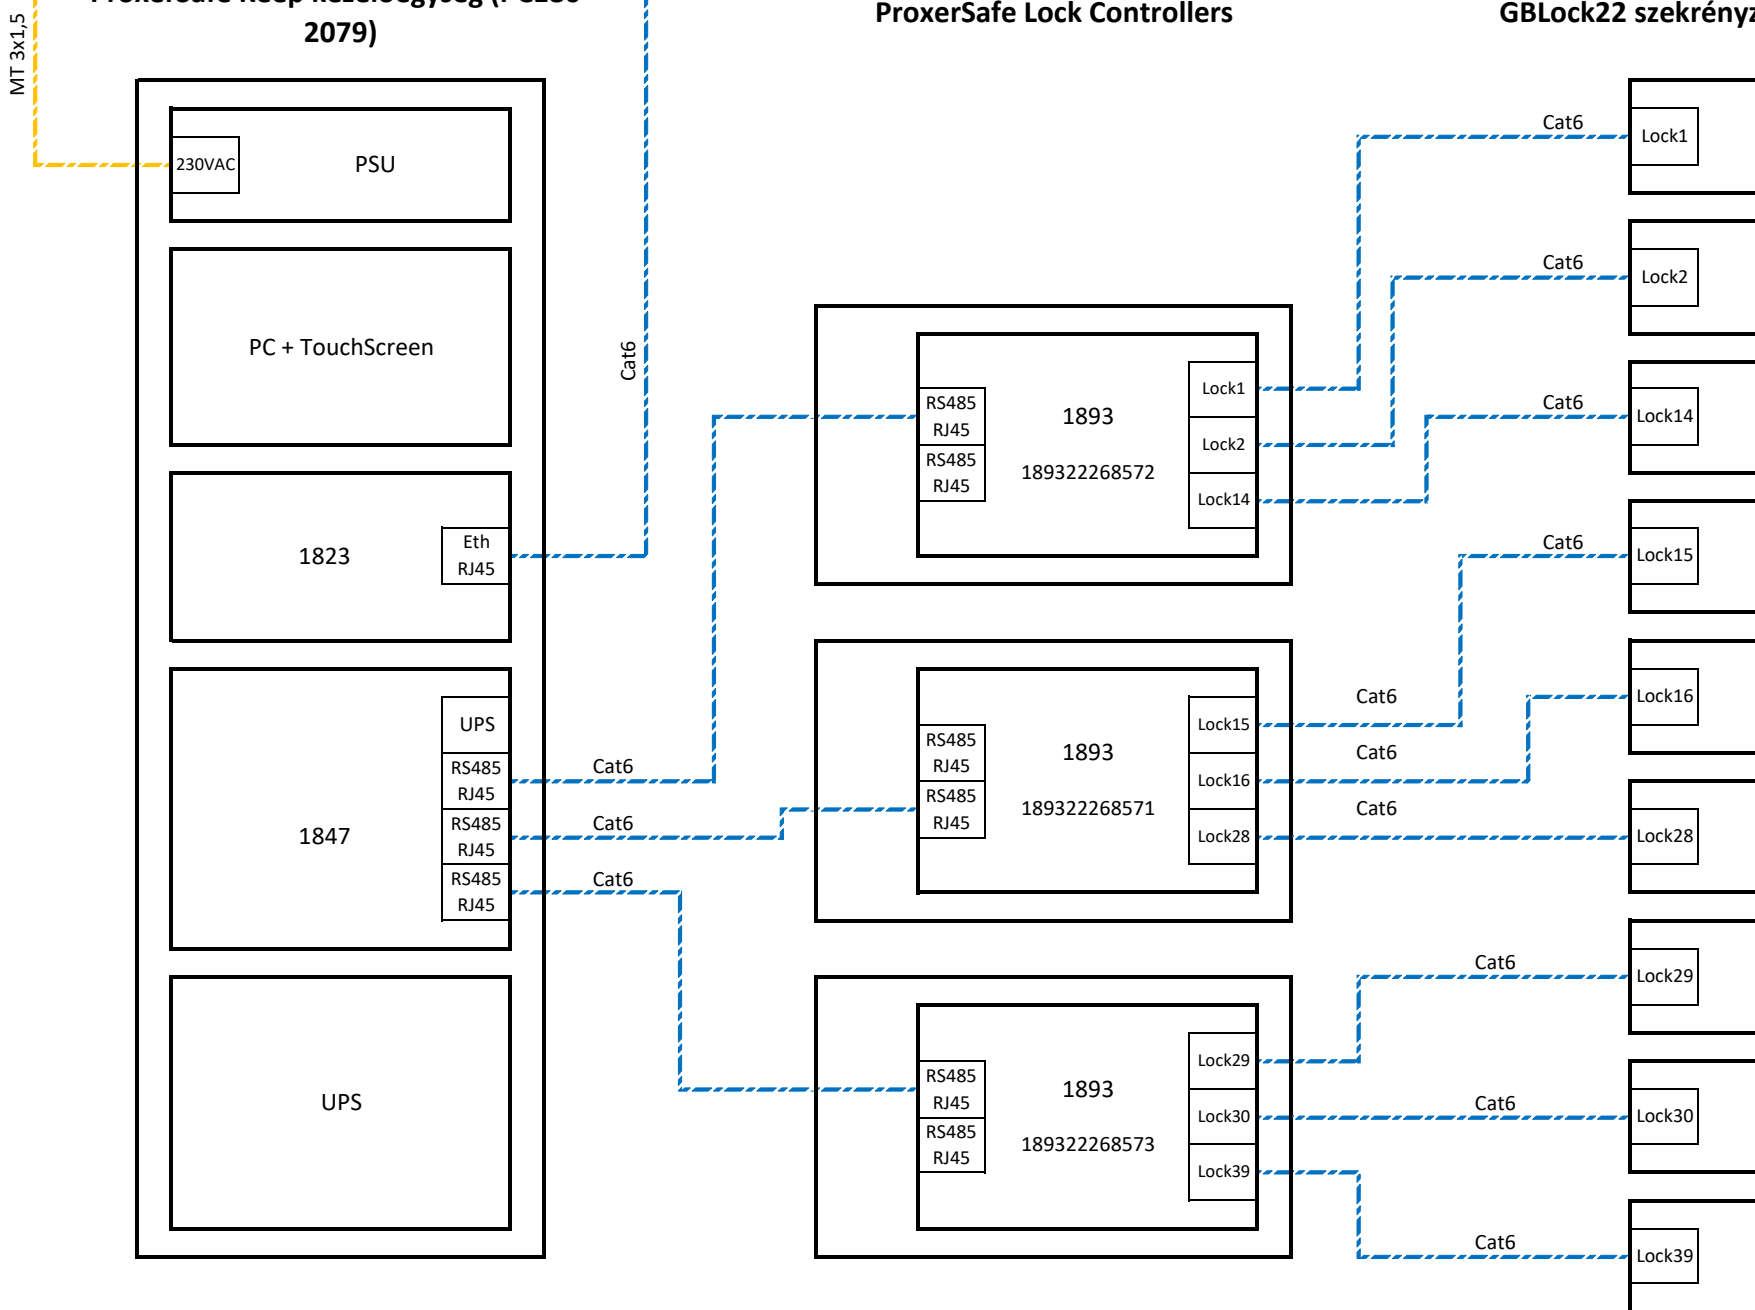 MT 3x1,5
2079)
ProxerSafe Lock Controllers
GBLock22
230VAC
PSU
PC + TouchScreen
1823
Eth
RJ45
Cat6
1847
UPS
RS485
RJ45
RS485
RJ45
RS485
RJ45
Cat6
Cat6
Cat6
UPS
RS485
RJ45
RS485
RJ45
1893
189322268572
Lock1
Lock2
Lock14
RS485
RJ45
RS485
RJ45
1893
189322268571
Lock15
Lock16
Lock28
Cat6
Cat6
Cat6
RS485
RJ45
RS485
RJ45
1893
189322268573
Lock29
Lock30
Lock39
Cat6
Lock1
Cat6
Lock2
Cat6
Lock14
Cat6
Lock15
Lock16
Lock28
Cat6
Lock29
Cat6
Lock30
Cat6
Lock39